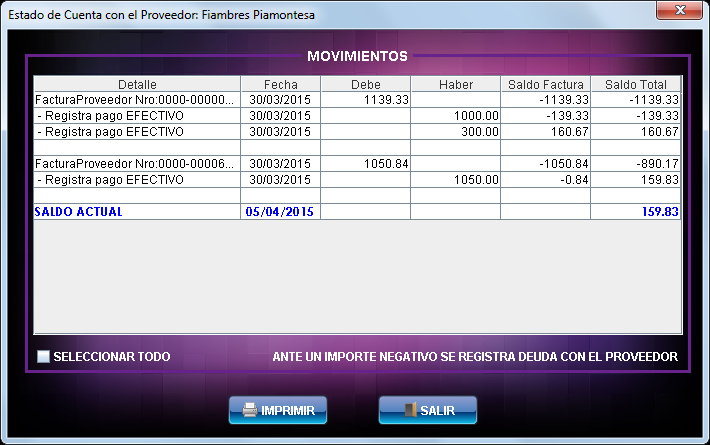 Estado de Cuenta con el Proveedor: Fiambres Piamontesa
MOVIMIENTOS
Detalle Fecha Debe Haber Saldo Factura Saldo Total
FacturaProveedor Nro:0000-00000... 30/03/2015 1139.33 -1139.33 -1139.33
- Registra pago EFECTIVO 30/03/2015 1000.00 -139.33 -139.33
- Registra pago EFECTIVO 30/03/2015 300.00 160.67 160.67
FacturaProveedor Nro:0000-00006... 30/03/2015 1050.84 -1050.84 -890.17
- Registra pago EFECTIVO 30/03/2015 1050.00 -0.84 159.83
SALDO ACTUAL 05/04/2015 159.83
SELECCIONAR TODO ANTE UN IMPORTE NEGATIVO SE REGISTRA DEUDA CON EL PROVEEDOR
IMPRIMIR SALIR